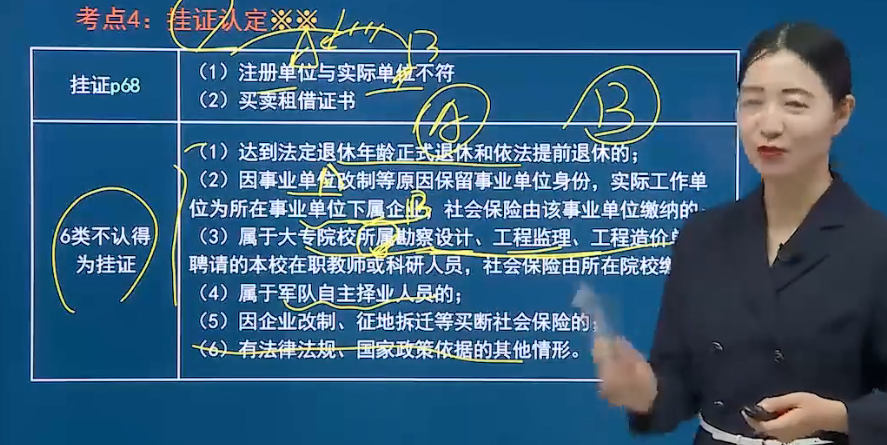 考点4：挂证认定※※
A B
挂证p68
（1）注册单位与实际单位不符
（2）买卖租借证书
A B
6类不认得
为挂证
（1）达到法定退休年龄正式退休和依法提前退休的；
（2）因事业单位改制等原因保留事业单位身份，实际工作单
A
位为所在事业单位下属企业，社会保险由该事业单位缴纳的
B
（3）属于大专院校所属勘察设计、工程监理、工程造价
聘请的本校在职教师或科研人员，社会保险由所在院校缴
（4）属于军队自主择业人员的；
（5）因企业改制、征地拆迁等买断社会保险的；
（6）有法律法规、国家政策依据的其他情形。